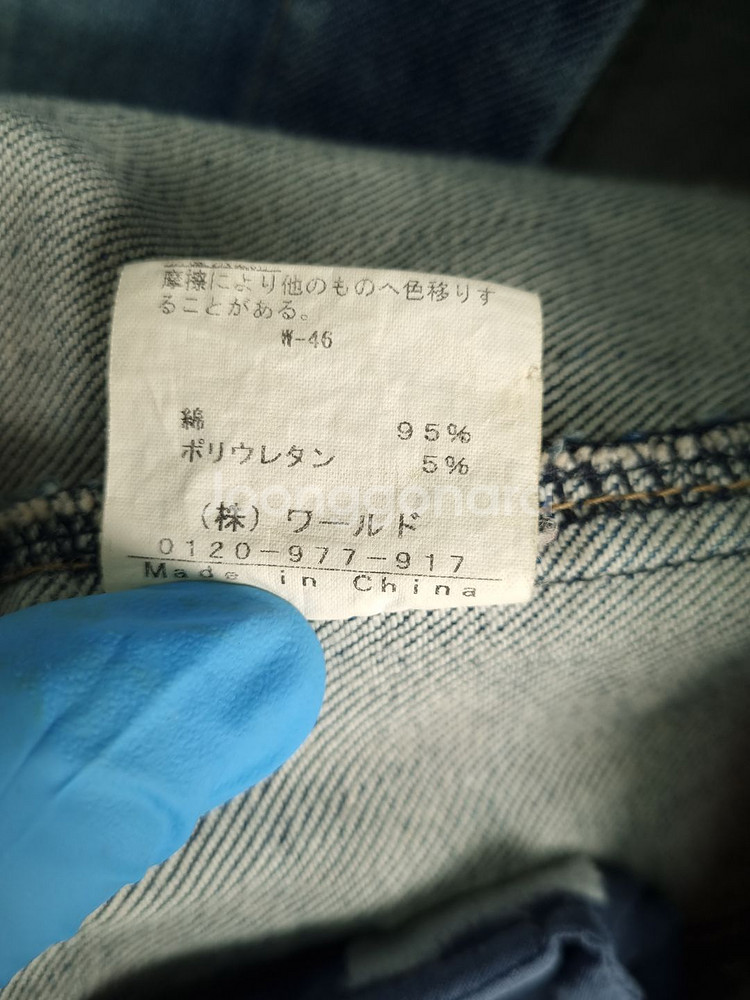 摩擦により他のものへ色移りす
ることがある。
W-46
綿 95%
ポリウレタン 5%
(株) ワールド
0120-977-917
Made in China